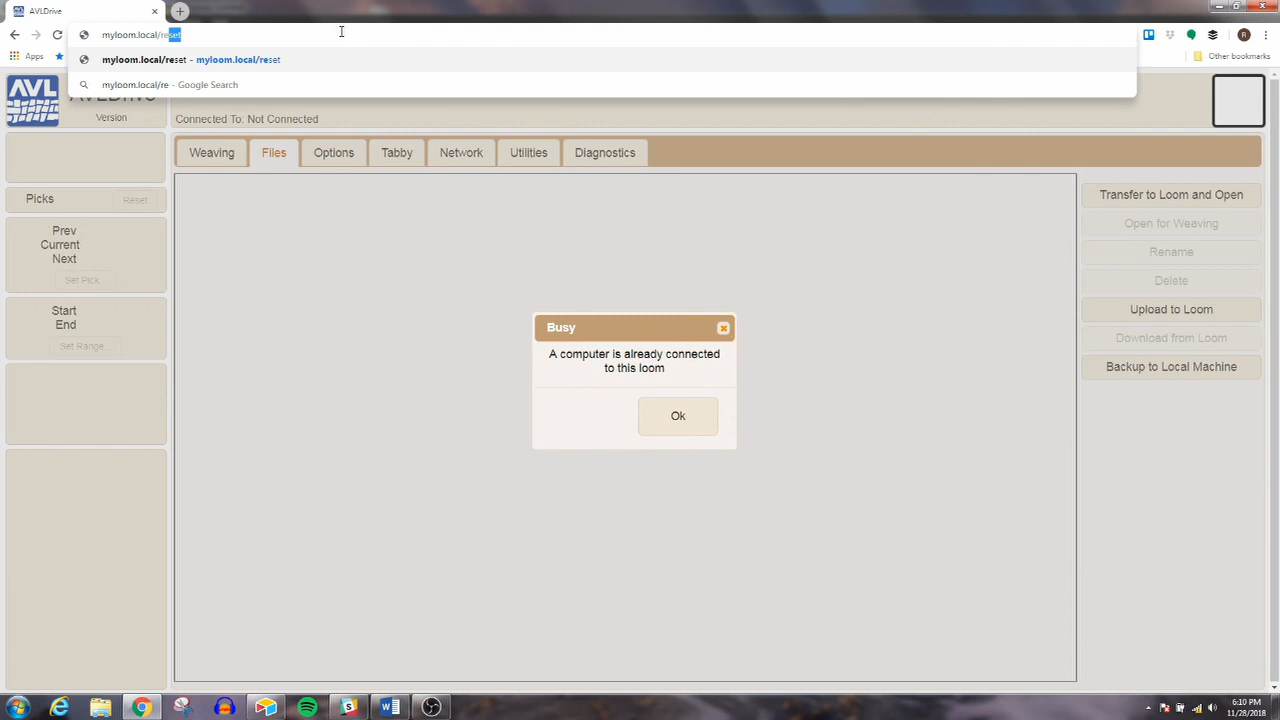 AVLDrive
myloom.local/reset
Apps
Other bookmarks
myloom.local/reset - myloom.local/reset
myloom.local/re - Google Search
AVL
AVLDrive
Version
Connected To: Not Connected
Weaving
Files
Options
Tabby
Network
Utilities
Diagnostics
Picks
Reset
Prev
Current
Next
Set Pick
Start
End
Set Range...
Busy
A computer is already connected
to this loom
Ok
Transfer to Loom and Open
Open for Weaving
Rename
Delete
Upload to Loom
Download from Loom
Backup to Local Machine
R
W
6:10 PM
11/28/2018